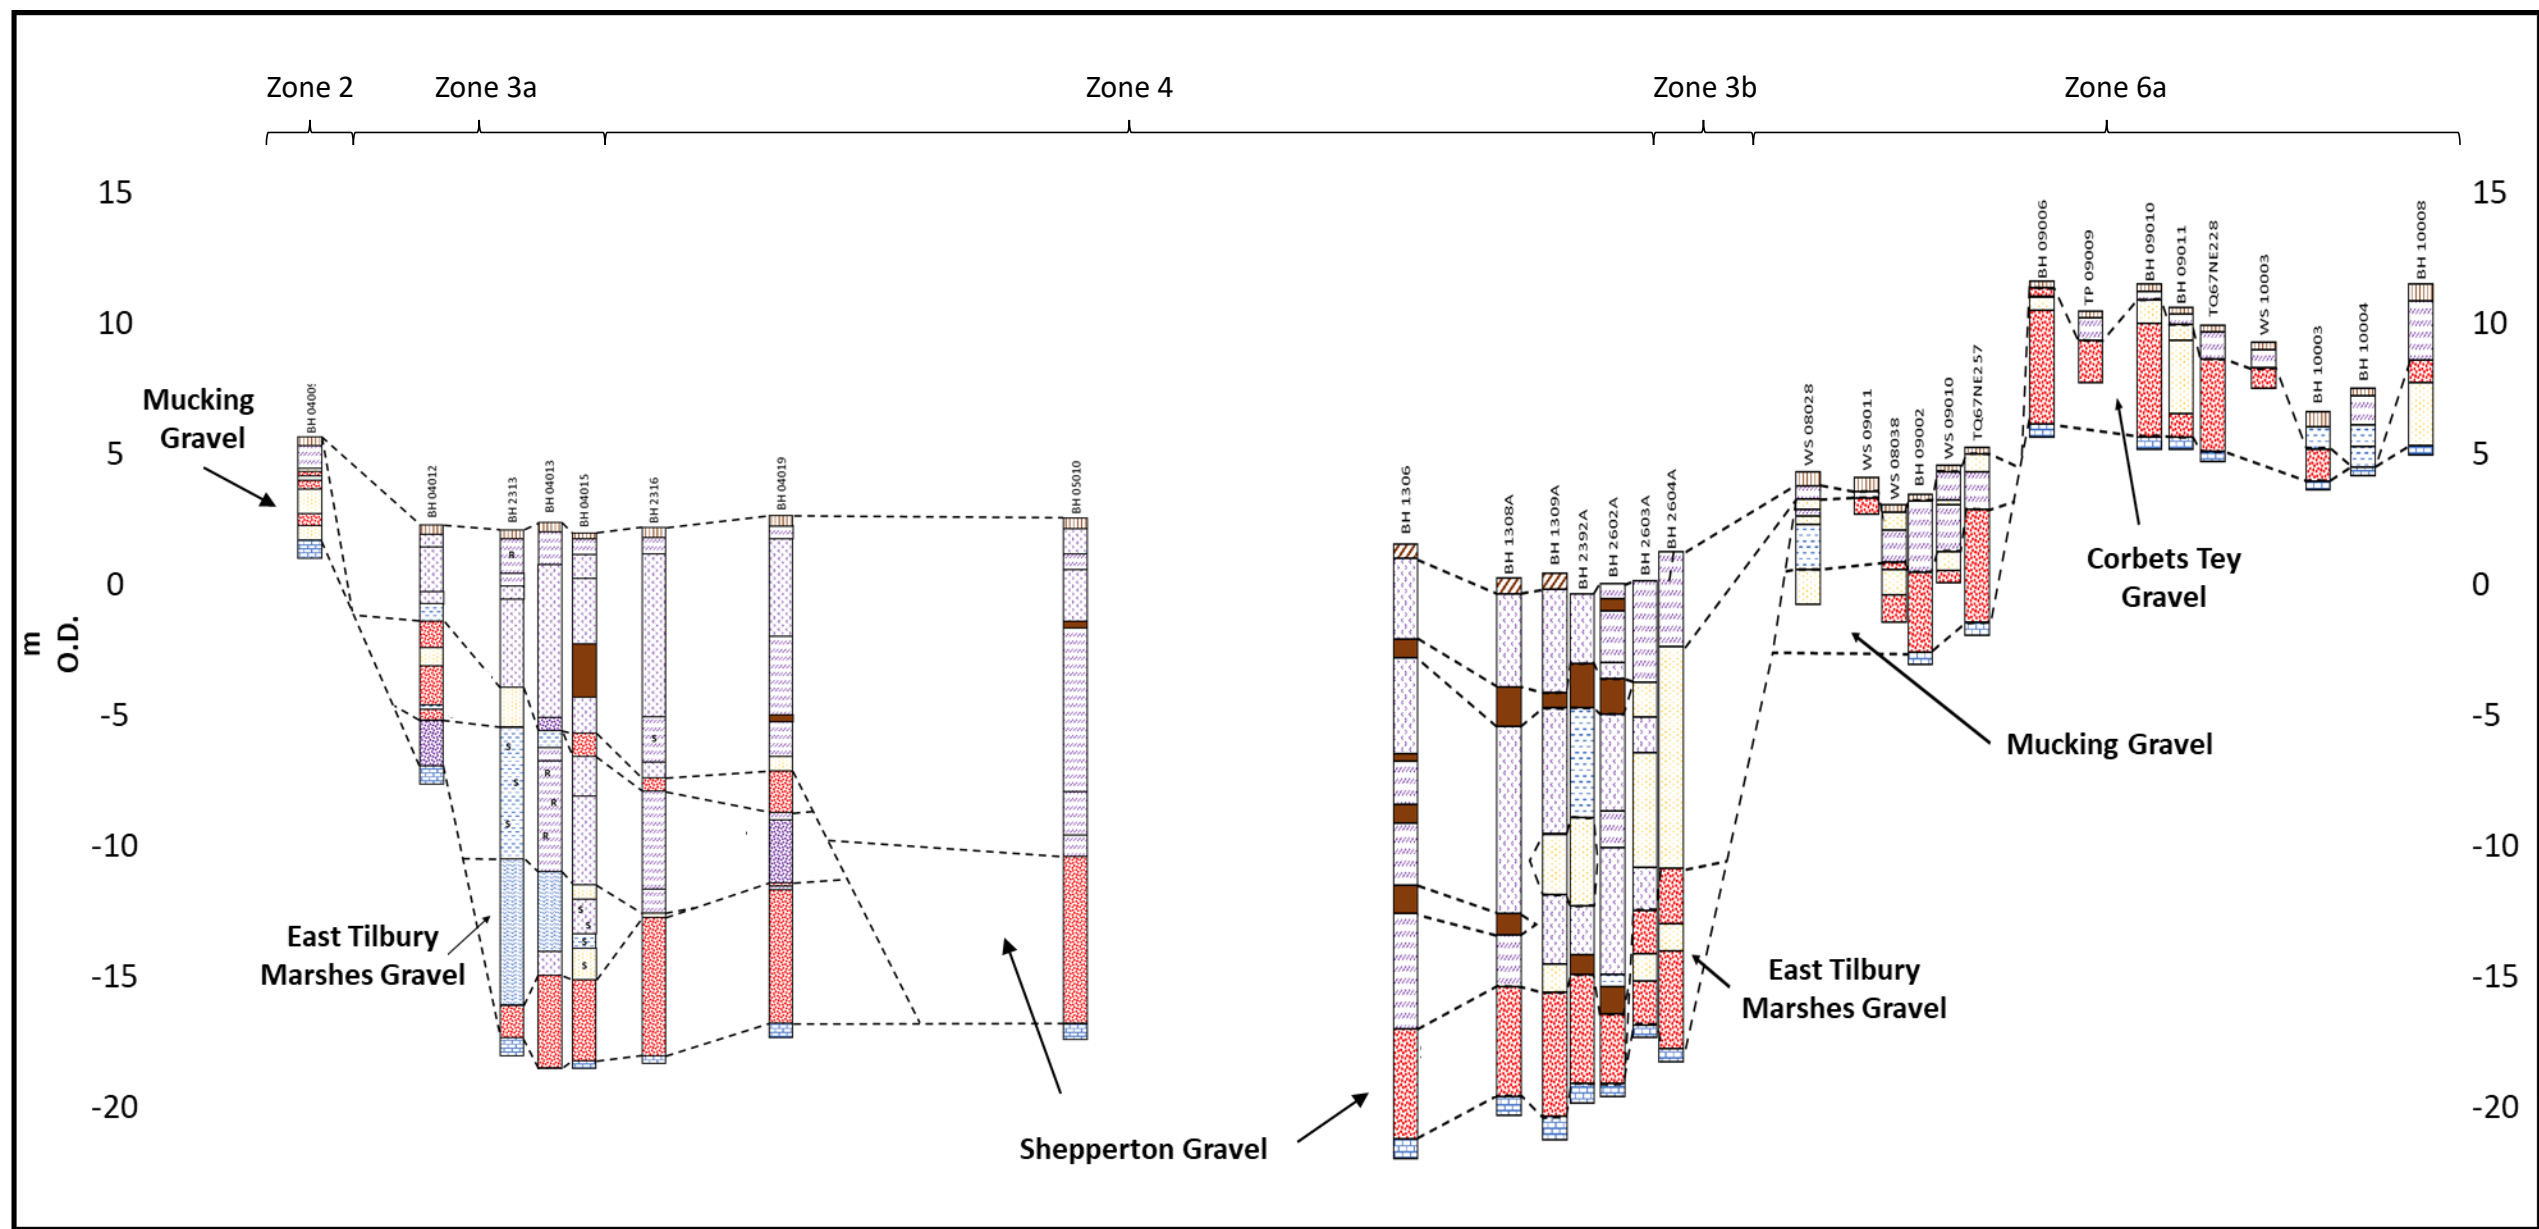 Zone 2
Zone 3a
Zone 4
Zone 3b
Zone 6a
15
10
5
0
-5
-10
-15
-20
m
O.D.
15
10
5
0
-5
-10
-15
-20
Mucking
Gravel
East Tilbury
Marshes Gravel
Shepperton Gravel
East Tilbury
Marshes Gravel
Mucking Gravel
Corbets Tey
Gravel
BH 04009
BH 04012
BH 2313
BH 04013
BH 04015
BH 2316
BH 04019
BH 05010
BH 1306
BH 1308A
BH 1309A
BH 2392A
BH 2602A
BH 2603A
BH 2604A
WS 08028
WS 09011
WS 08038
BH 09002
WS 09010
TQ67NE257
BH 09006
TP 09009
BH 09010
BH 09011
TQ67NE228
WS 10003
BH 10003
BH 10004
BH 10008
R
S
S
S
R
R
R
S
S
S
S
S